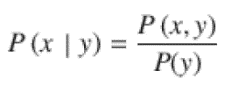 P(x | y) = P(x, y) / P(y)